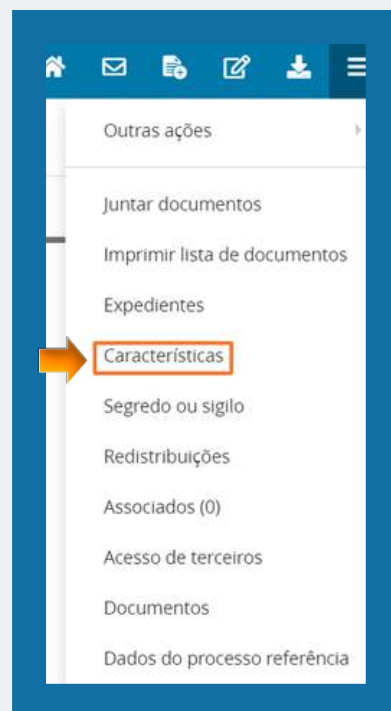 Outras ações
Juntar documentos
Imprimir lista de documentos
Expedientes
Características
Segredo ou sigilo
Redistribuições
Associados (0)
Acesso de terceiros
Documentos
Dados do processo referência